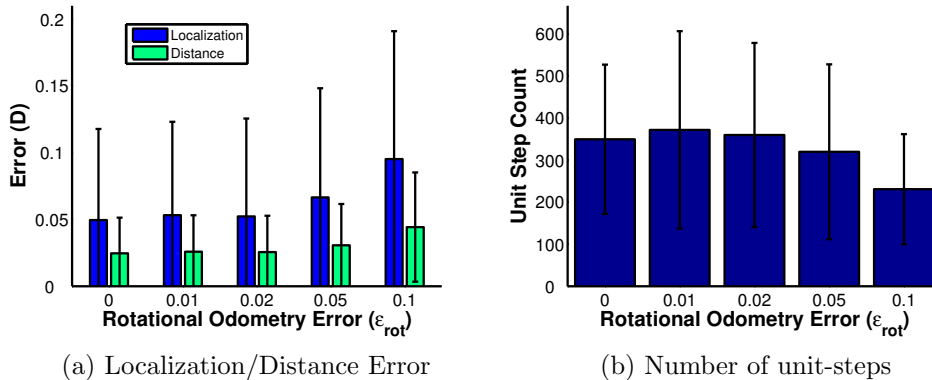 0.2
0.15
0.1
0.05
0
Error (D)
Localization
Distance
0 0.01 0.02 0.05 0.1
Rotational Odometry Error (ε_rot)
(a) Localization/Distance Error
600
500
400
300
200
100
0
Unit Step Count
0 0.01 0.02 0.05 0.1
Rotational Odometry Error (ε_rot)
(b) Number of unit-steps